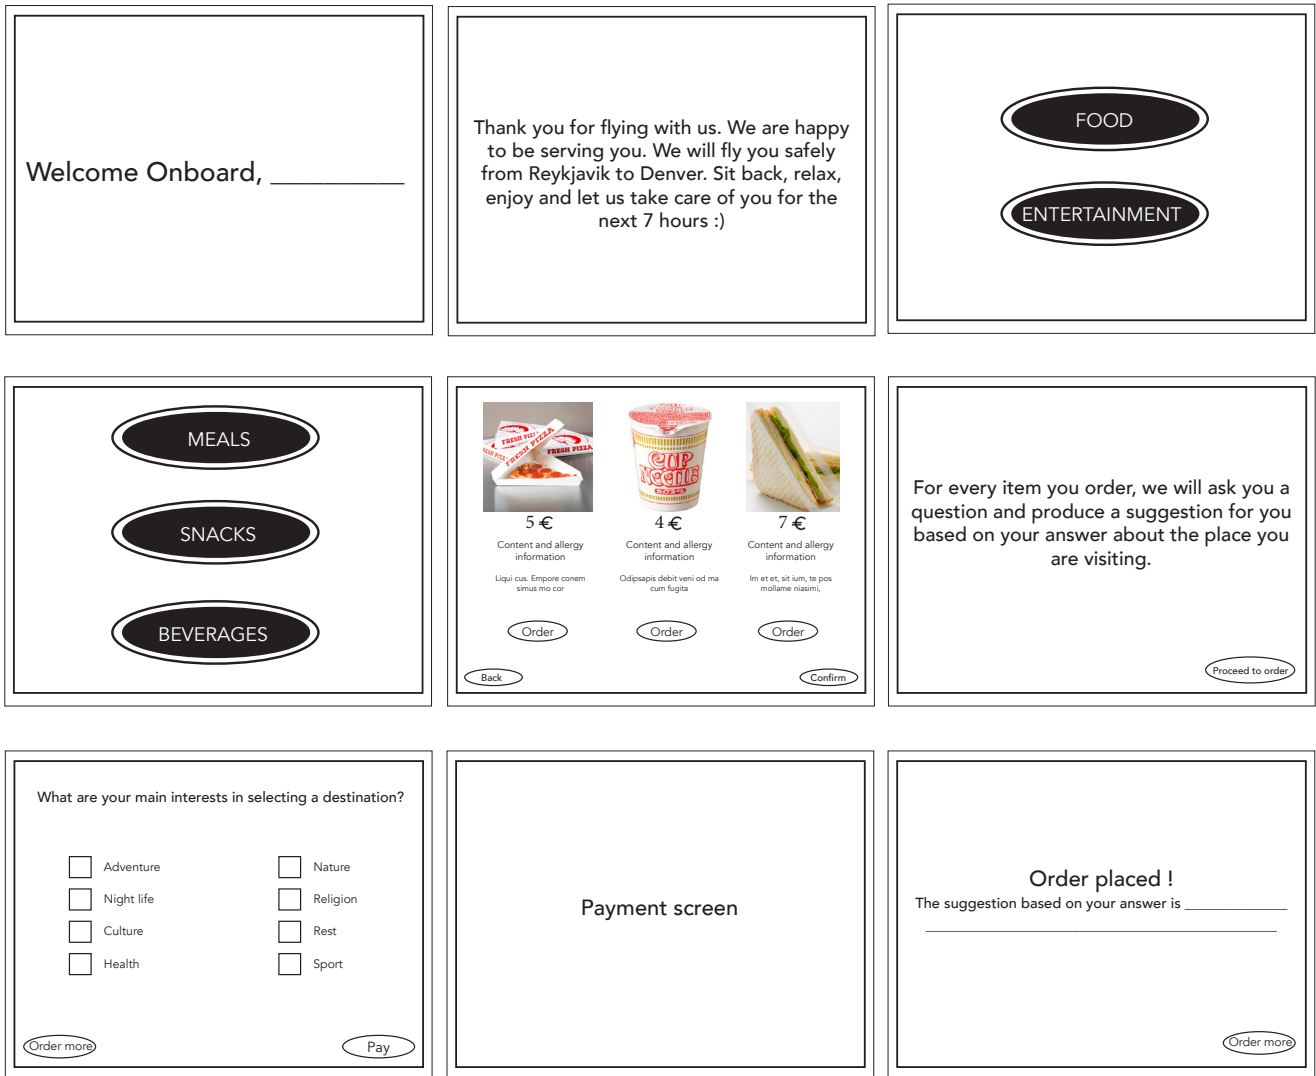 Welcome Onboard, __________
Thank you for flying with us. We are happy
to be serving you. We will fly you safely
from Reykjavik to Denver. Sit back, relax,
enjoy and let us take care of you for the
next 7 hours :)
FOOD
ENTERTAINMENT
MEALS
SNACKS
BEVERAGES
FRESH PIZZA
FRESH PIZZA
FRESH PIZZA
CUP
NOODLE
5 €
Content and allergy
information
Liqui cus. Empore conem
simus mo cor
Order
4 €
Content and allergy
information
Odipsapis debit veni od ma
cum fugita
Order
7 €
Content and allergy
information
Im et et, sit ium, te pos
mollame niasimi,
Order
Back
Confirm
For every item you order, we will ask you a
question and produce a suggestion for you
based on your answer about the place you
are visiting.
Proceed to order
What are your main interests in selecting a destination?
Adventure
Night life
Culture
Health
Nature
Religion
Rest
Sport
Order more
Pay
Payment screen
Order placed !
The suggestion based on your answer is ______________
________________________________________________
Order more